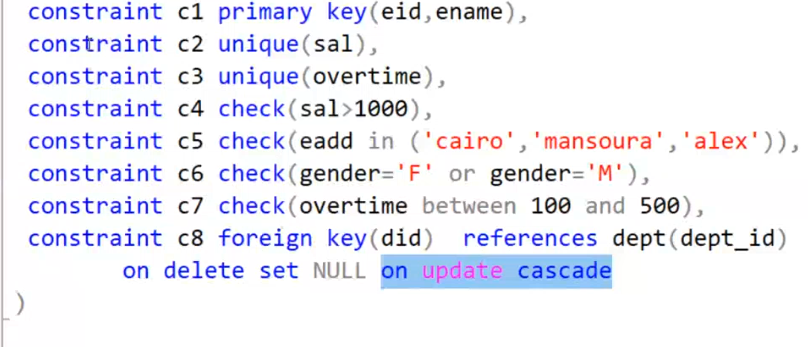 constraint c1 primary key(eid,ename),
constraint c2 unique(sal),
constraint c3 unique(overtime),
constraint c4 check(sal>1000),
constraint c5 check(eadd in ('cairo','mansoura','alex')),
constraint c6 check(gender='F' or gender='M'),
constraint c7 check(overtime between 100 and 500),
constraint c8 foreign key(did) references dept(dept_id)
on delete set NULL on update cascade
)